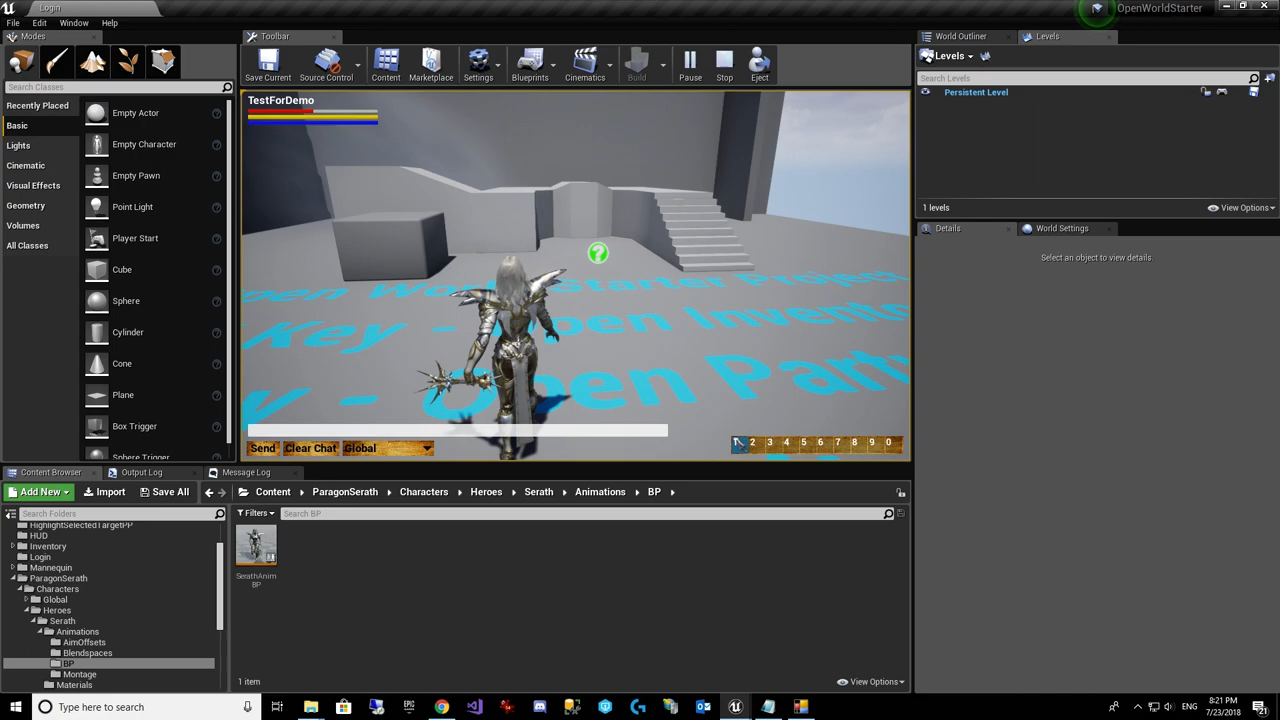 Login
OpenWorldStarter
File Edit Window Help
Modes
Toolbar
World Outliner
Levels
Search Classes
Save Current
Source Control
Content
Marketplace
Settings
Blueprints
Cinematics
Build
Pause
Stop
Eject
Levels
Search Levels
Persistent Level
1 levels
View Options
Details
World Settings
Select an object to view details.
Recently Placed
Basic
Lights
Cinematic
Visual Effects
Geometry
Volumes
All Classes
Empty Actor
Empty Character
Empty Pawn
Point Light
Player Start
Cube
Sphere
Cylinder
Cone
Plane
Box Trigger
Sphere Trigger
TestForDemo
?
pen World Starter Project
Key - Open Invento
y - Open Part
Send
Clear Chat
Global
1 2 3 4 5 6 7 8 9 0
Content Browser
Output Log
Message Log
Add New
Import
Save All
Content ParagonSerath Characters Heroes Serath Animations BP
Search Folders
Filters
Search BP
HighlightSelectedTargetPP
HUD
Inventory
Login
Mannequin
ParagonSerath
Characters
Global
Heroes
Serath
Animations
AimOffsets
Blendspaces
BP
Montage
Materials
SerathAnim
BP
1 item
View Options
Type here to search
EPIC
8:21 PM
7/23/2018